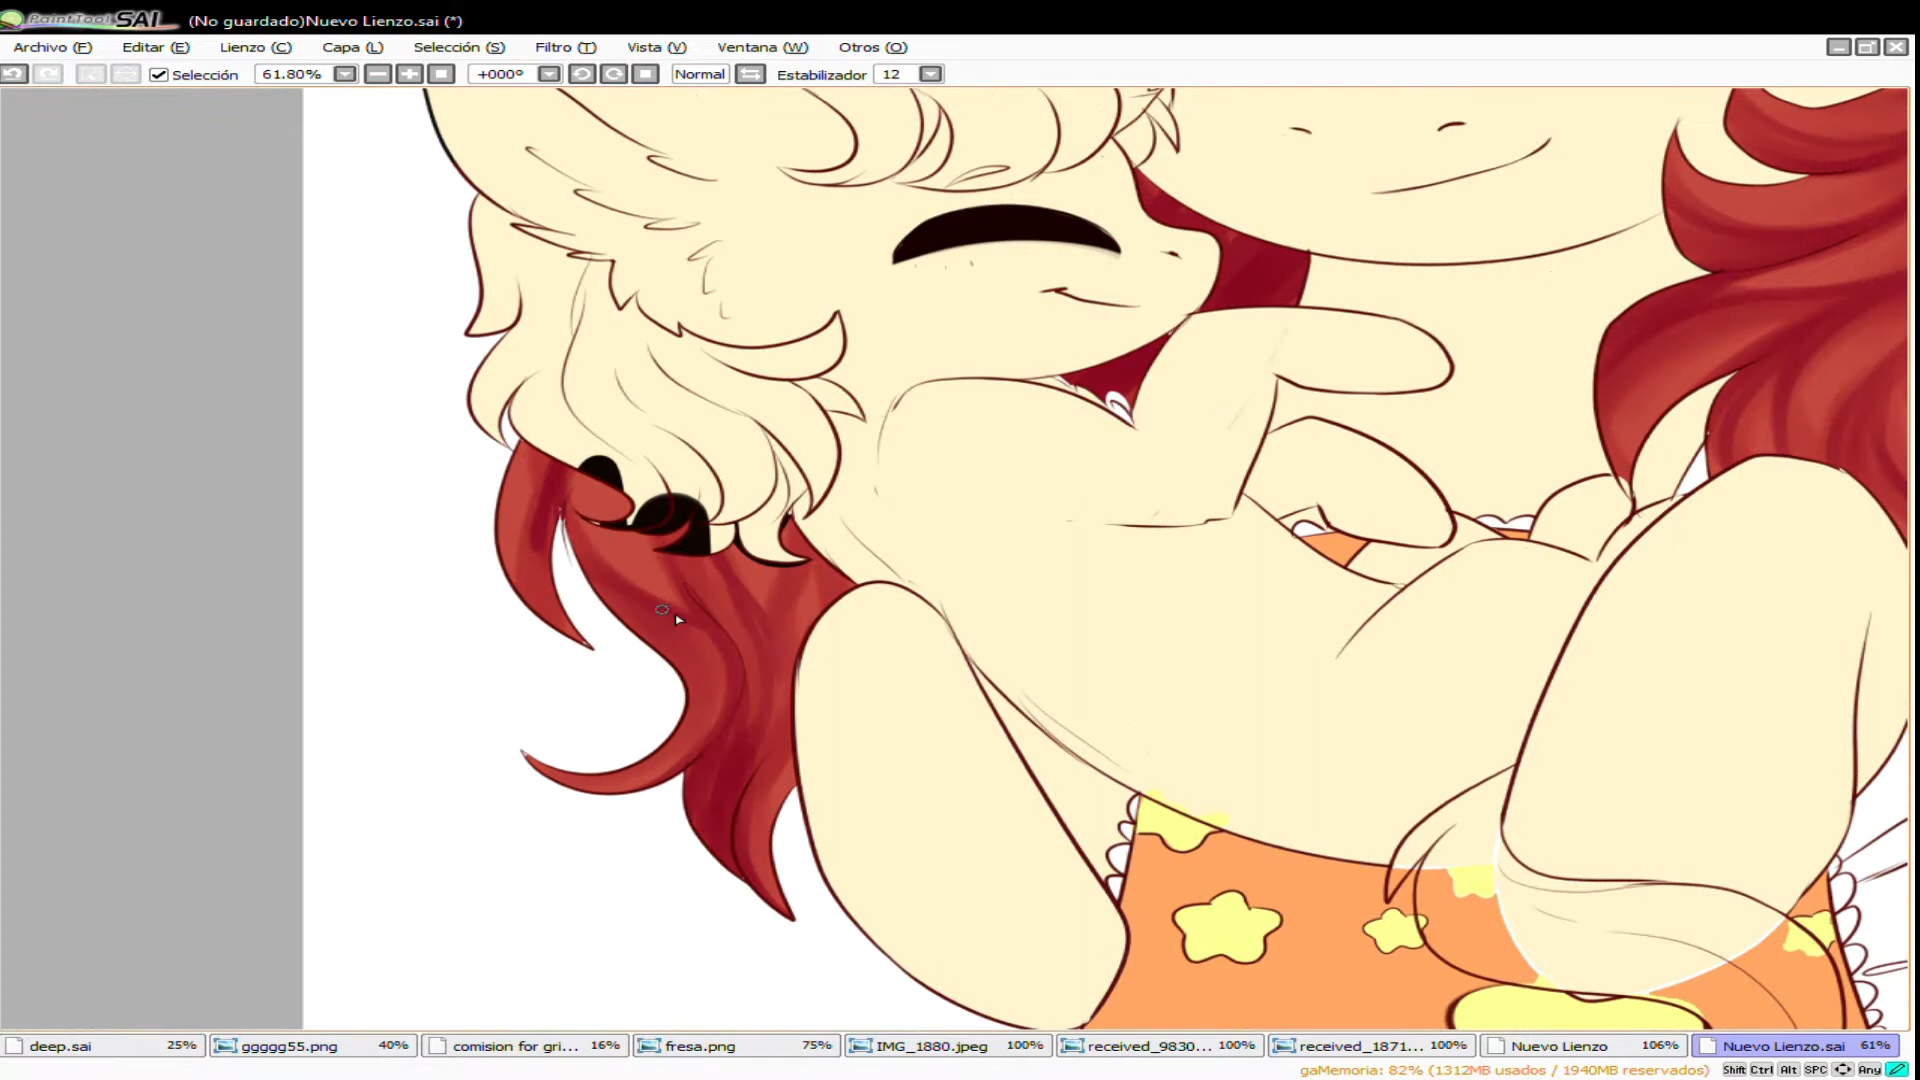 PaintTool SAI (No guardado)Nuevo Lienzo.sai (*)
Archivo (F) Editar (E) Lienzo (C) Capa (L) Selección (S) Filtro (T) Vista (V) Ventana (W) Otros (O)
Selección 61.80% +000° Normal Estabilizador 12
deep.sai 25% ggggg55.png 40% comision for gri... 16% fresa.png 75% IMG_1880.jpeg 100% received_9830... 100% received_1871... 100% Nuevo Lienzo 106% Nuevo Lienzo.sai 61%
gaMemoria: 82% (1312MB usados / 1940MB reservados) Shift Ctrl Alt SPC Any